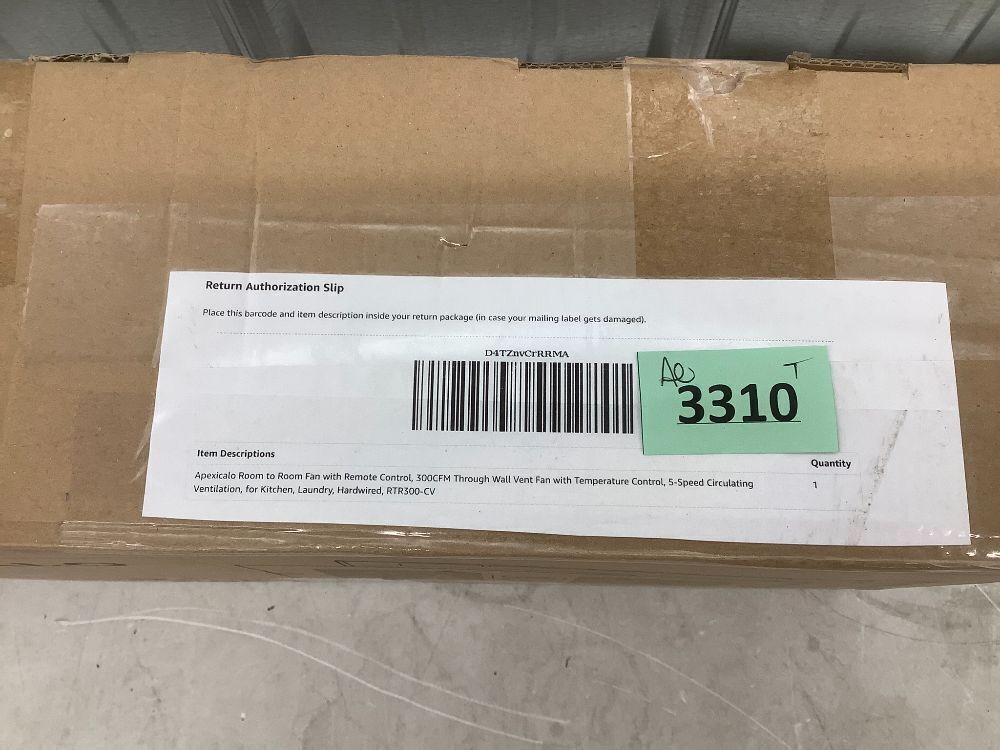 Return Authorization Slip
Place this barcode and item description inside your return package (in case your mailing label gets damaged).
D4TZnvCrRRMA
T
3310
Item Descriptions
Quantity
Apexicalo Room to Room Fan with Remote Control, 300CFM Through Wall Vent Fan with Temperature Control, 5-Speed Circulating
1
Ventilation, for Kitchen, Laundry, Hardwired, RTR300-CV